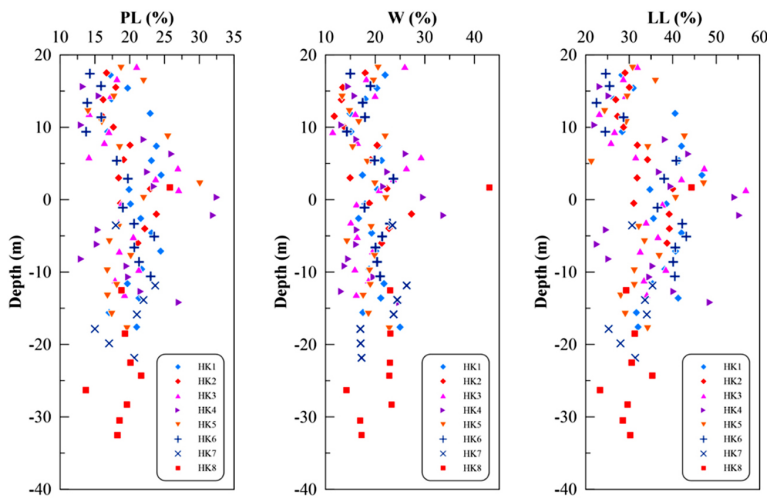 PL (%)
10 15 20 25 30 35
Depth (m)
20
10
0
-10
-20
-30
-40
HK1
HK2
HK3
HK4
HK5
HK6
HK7
HK8
W (%)
10 20 30 40
Depth (m)
20
10
0
-10
-20
-30
-40
HK1
HK2
HK3
HK4
HK5
HK6
HK7
HK8
LL (%)
20 30 40 50 60
Depth (m)
20
10
0
-10
-20
-30
-40
HK1
HK2
HK3
HK4
HK5
HK6
HK7
HK8